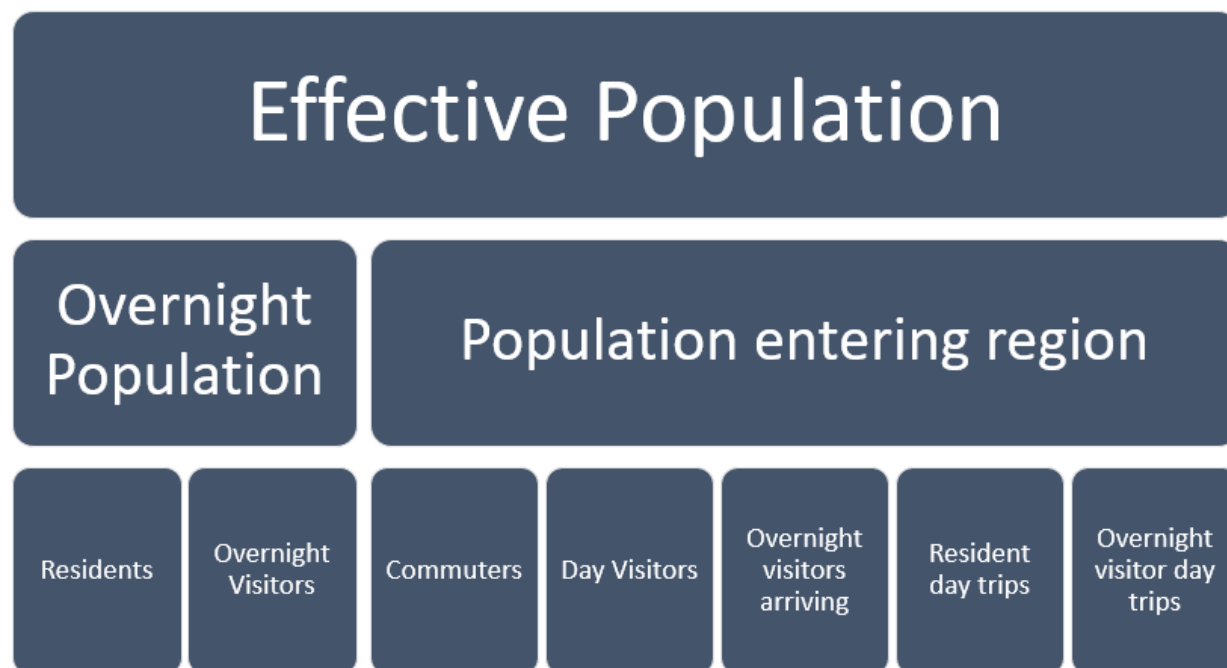 Effective Population
Overnight
Population
Population entering region
Residents
Overnight
Visitors
Commuters
Day Visitors
Overnight
visitors
arriving
Resident
day trips
Overnight
visitor day
trips